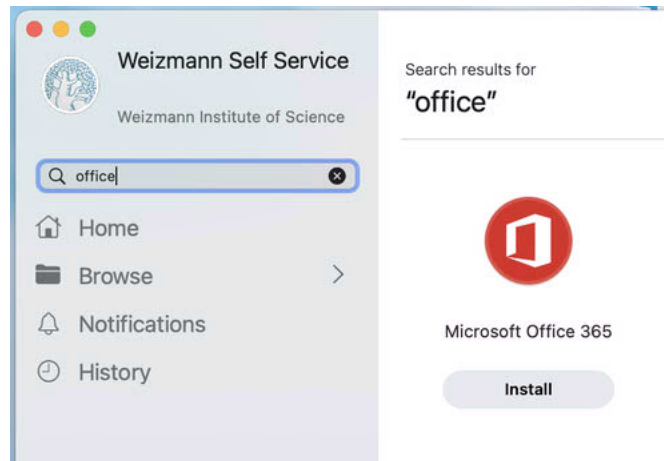 Weizmann Self Service
Weizmann Institute of Science
office
Home
Browse
Notifications
History
Search results for
"office"
Microsoft Office 365
Install